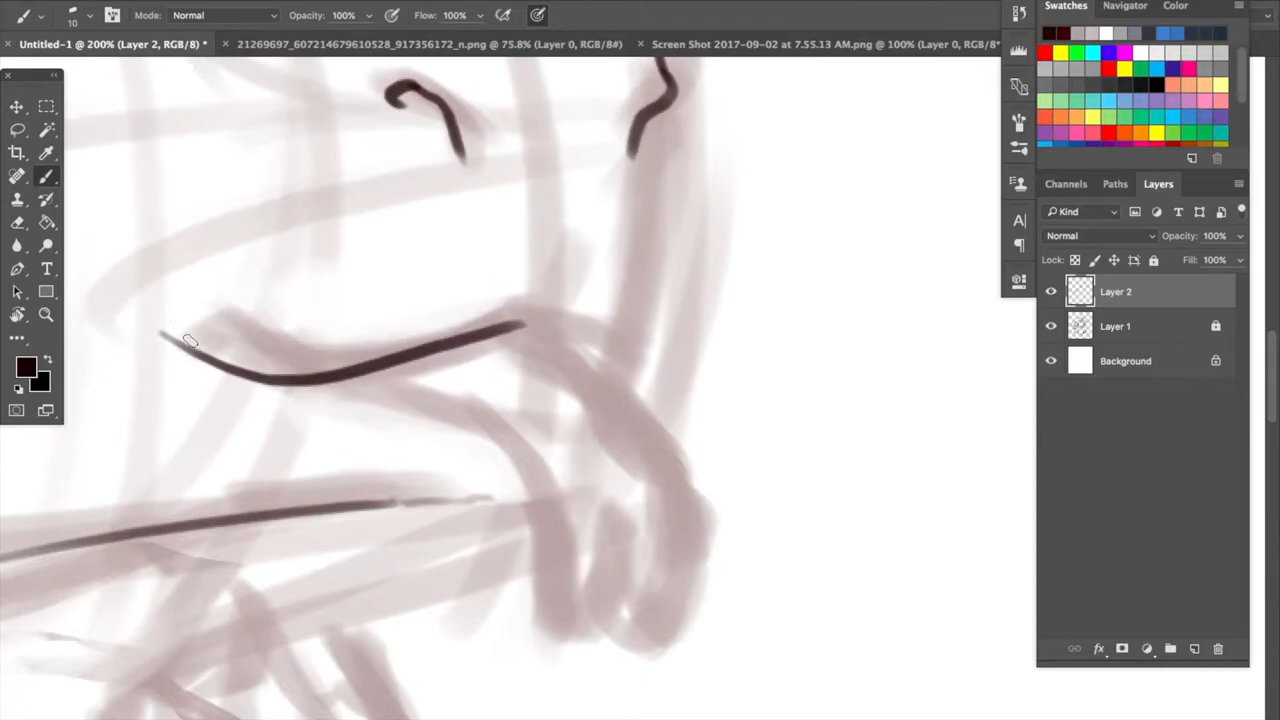 10 Mode: Normal Opacity: 100% Flow: 100%
Untitled-1 @ 200% (Layer 2, RGB/8) * 21269697_607214679610528_917356172_n.png @ 75.8% (Layer 0, RGB/8#) Screen Shot 2017-09-02 at 7.55.13 AM.png @ 100% (Layer 0, RGB/8*
Swatches Navigator Color
Channels Paths Layers
Kind
Normal Opacity: 100%
Lock: Fill: 100%
Layer 2
Layer 1
Background